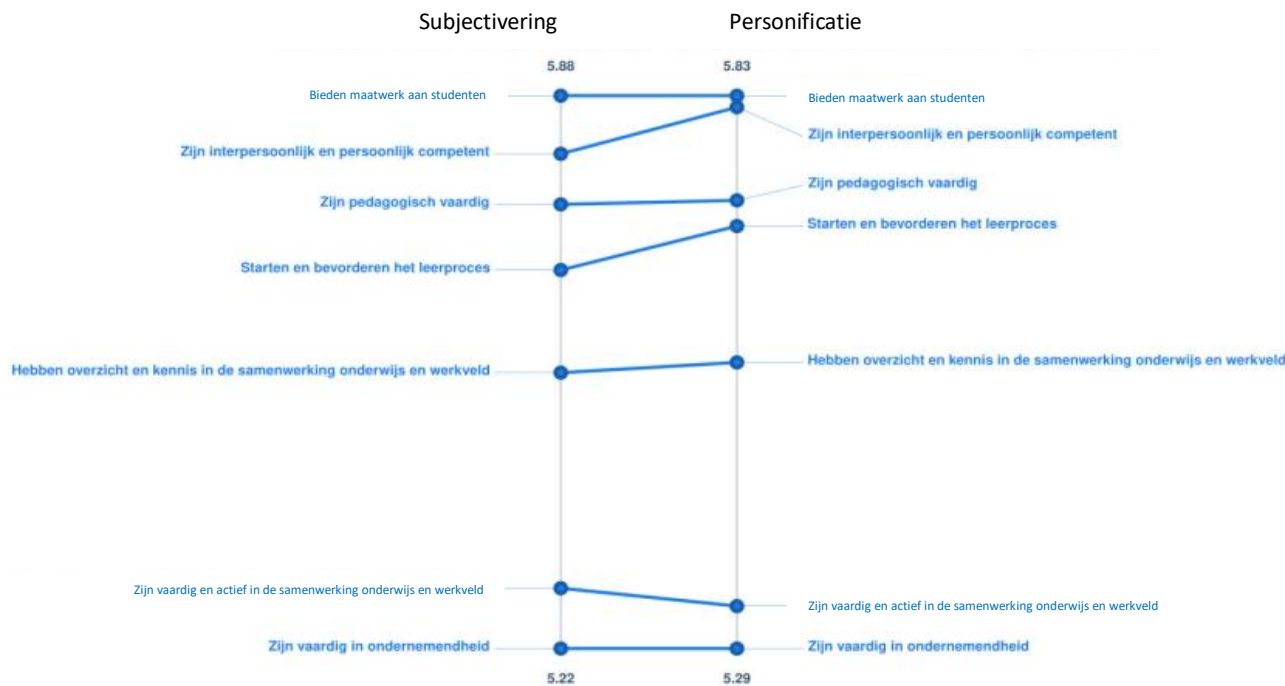 Subjectivering
Personificatie
5.88
5.83
Bieden maatwerk aan studenten
Bieden maatwerk aan studenten
Zijn interpersoonlijk en persoonlijk competent
Zijn interpersoonlijk en persoonlijk competent
Zijn pedagogisch vaardig
Zijn pedagogisch vaardig
Starten en bevorderen het leerproces
Starten en bevorderen het leerproces
Hebben overzicht en kennis in de samenwerking onderwijs en werkveld
Hebben overzicht en kennis in de samenwerking onderwijs en werkveld
Zijn vaardig en actief in de samenwerking onderwijs en werkveld
Zijn vaardig en actief in de samenwerking onderwijs en werkveld
Zijn vaardig in ondernemendheid
Zijn vaardig in ondernemendheid
5.22
5.29